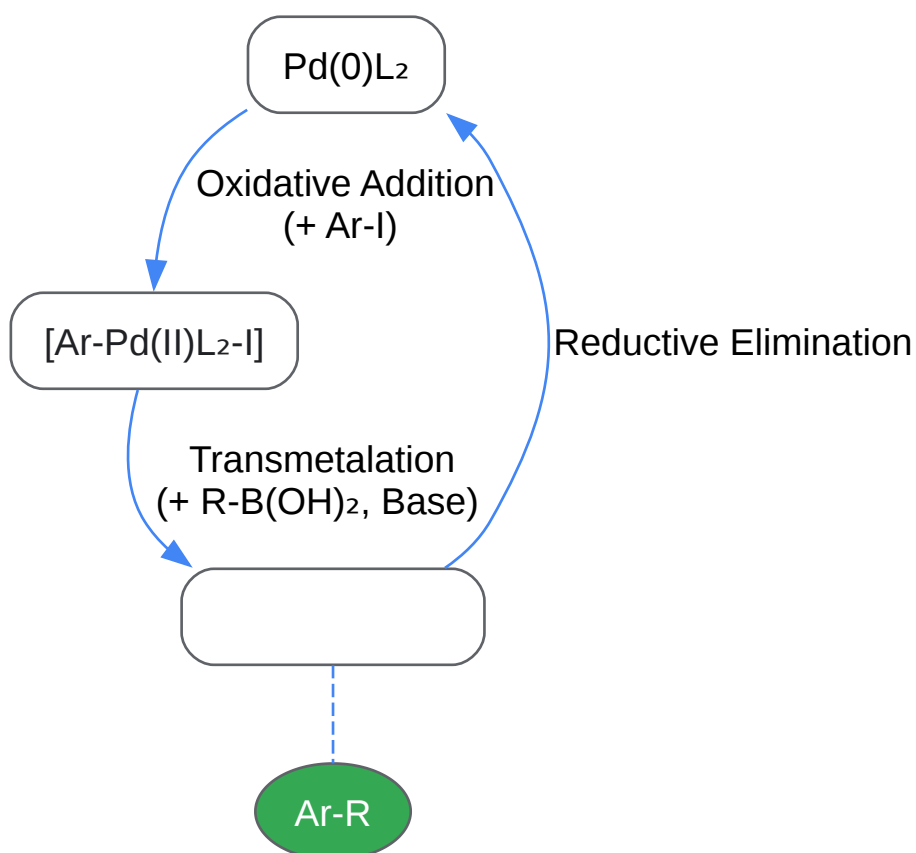 Pd(0)L₂
Oxidative Addition
(+ Ar-I)
[Ar-Pd(II)L₂-I]
Reductive Elimination
Transmetalation
(+ R-B(OH)₂, Base)
Ar-R